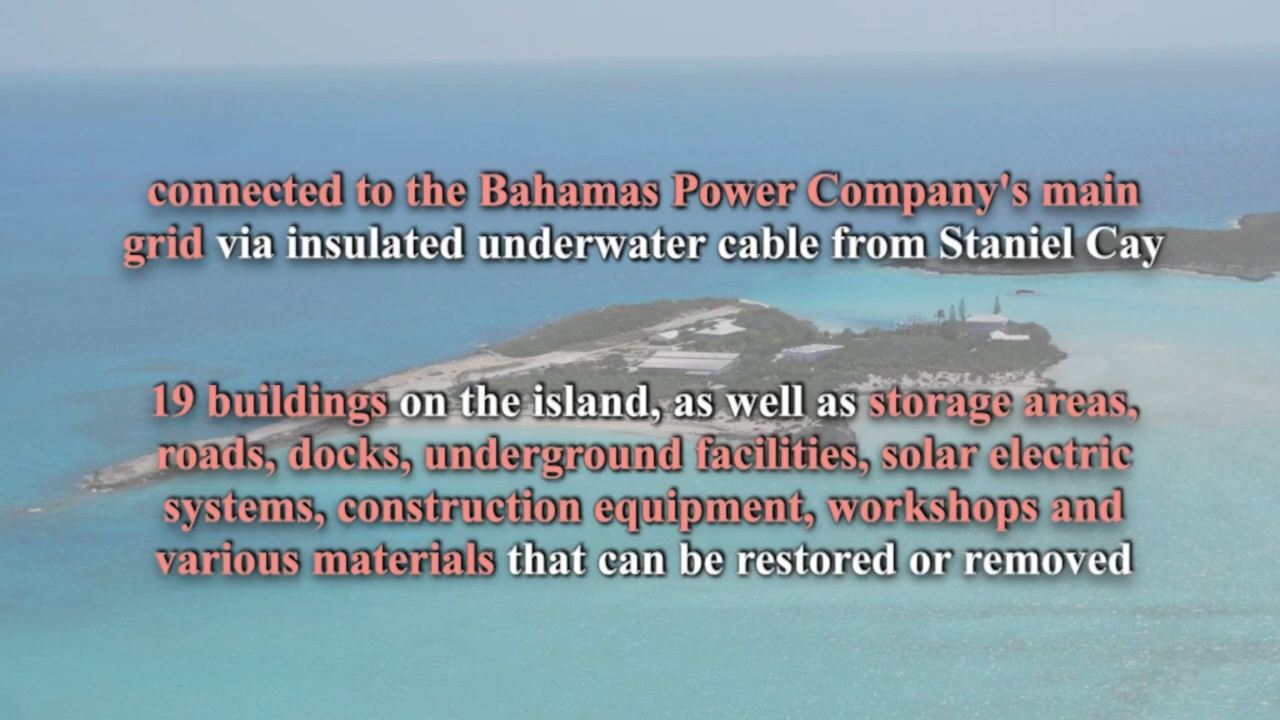 connected to the Bahamas Power Company's main
grid via insulated underwater cable from Staniel Cay
19 buildings on the island, as well as storage areas,
roads, docks, underground facilities, solar electric
systems, construction equipment, workshops and
various materials that can be restored or removed